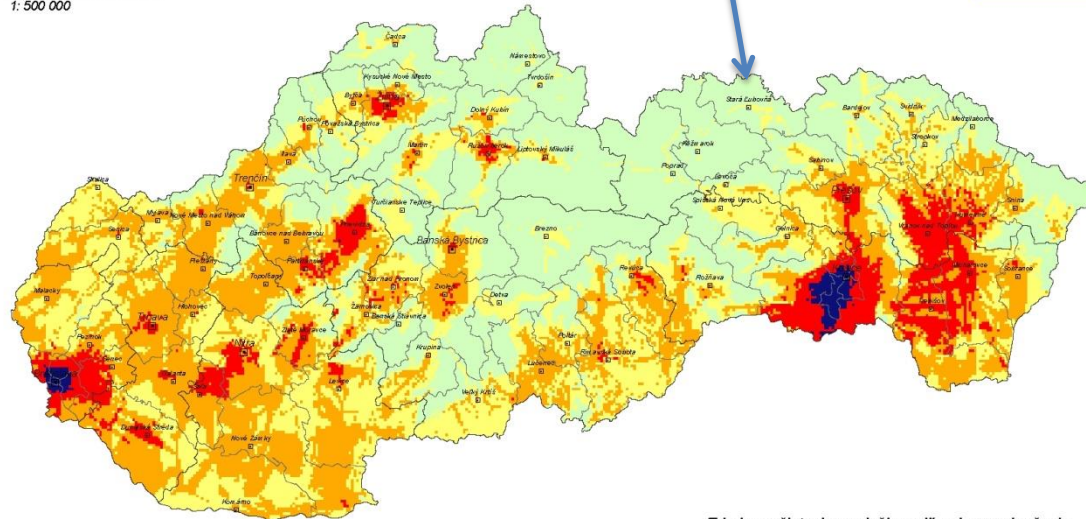 1: 500 000
Čadca
Námestovo
Kysucké Nové Mesto
Tvrdošín
Bytča
Stará Ľubovňa
Dolný Kubín
Svidník
Bardejov
Medzilaborce
Púchov
Považská Bystrica
Stropkov
Ružomberok
Martin
Liptovský Mikuláš
Kežmarok
Ilava
Poprad
Sabinov
Trenčín
Levoča
Skalica
Prešov
Snina
Spišská Nová Ves
Turčianske Teplice
Myjava
Nové Mesto nad Váhom
Humenné
Senica
Prievidza
Brezno
Gelnica
Vranov nad Topľou
Bánovce nad Bebravou
Banská Bystrica
Piešťany
Partizánske
Michalovce
Sobrance
Topoľčany
Revúca
Rožňava
Žiar nad Hronom
Malacky
Zvolen
Detva
Hlohovec
Žarnovica
Trebišov
Trnava
Banská Štiavnica
Zlaté Moravce
Poltár
Pezinok
Nitra
Krupina
Rimavská Sobota
Senec
Lučenec
Galanta
Levice
Šaľa
Veľký Krtíš
Dunajská Streda
Nové Zámky
Komárno